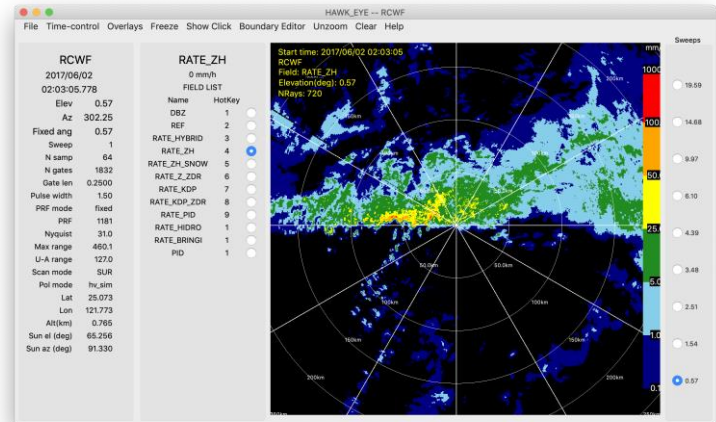 HAWK_EYE -- RCWF
File Time-control Overlays Freeze Show Click Boundary Editor Unzoom Clear Help
RCWF
2017/06/02
02:03:05.778
Elev 0.57
Az 302.25
Fixed ang 0.57
Sweep 1
N samp 64
N gates 1832
Gate len 0.2500
Pulse width 1.50
PRF mode fixed
PRF 1181
Nyquist 31.0
Max range 460.1
U-A range 127.0
Scan mode SUR
Pol mode hv_sim
Lat 25.073
Lon 121.773
Alt(km) 0.765
Sun el (deg) 65.256
Sun az (deg) 91.330
RATE_ZH
0 mm/h
FIELD LIST
Name HotKey
DBZ 1
REF 2
RATE_HYBRID 3
RATE_ZH 4
RATE_ZH_SNOW 5
RATE_Z_ZDR 6
RATE_KDP 7
RATE_KDP_ZDR 8
RATE_PID 9
RATE_HIDRO 1
RATE_BRINGI 1
PID 1
Start time: 2017/06/02 02:03:05
RCWF
Field: RATE_ZH
Elevation(deg): 0.57
NRays: 720
200km
150km
50.0km 50.0km
100km 100km
150km 150km
200km 200km
1000
100.
50.0
25.0
5.0
1.0
0.1
Sweeps
19.59
14.68
9.97
6.10
4.39
3.48
2.51
1.54
0.57